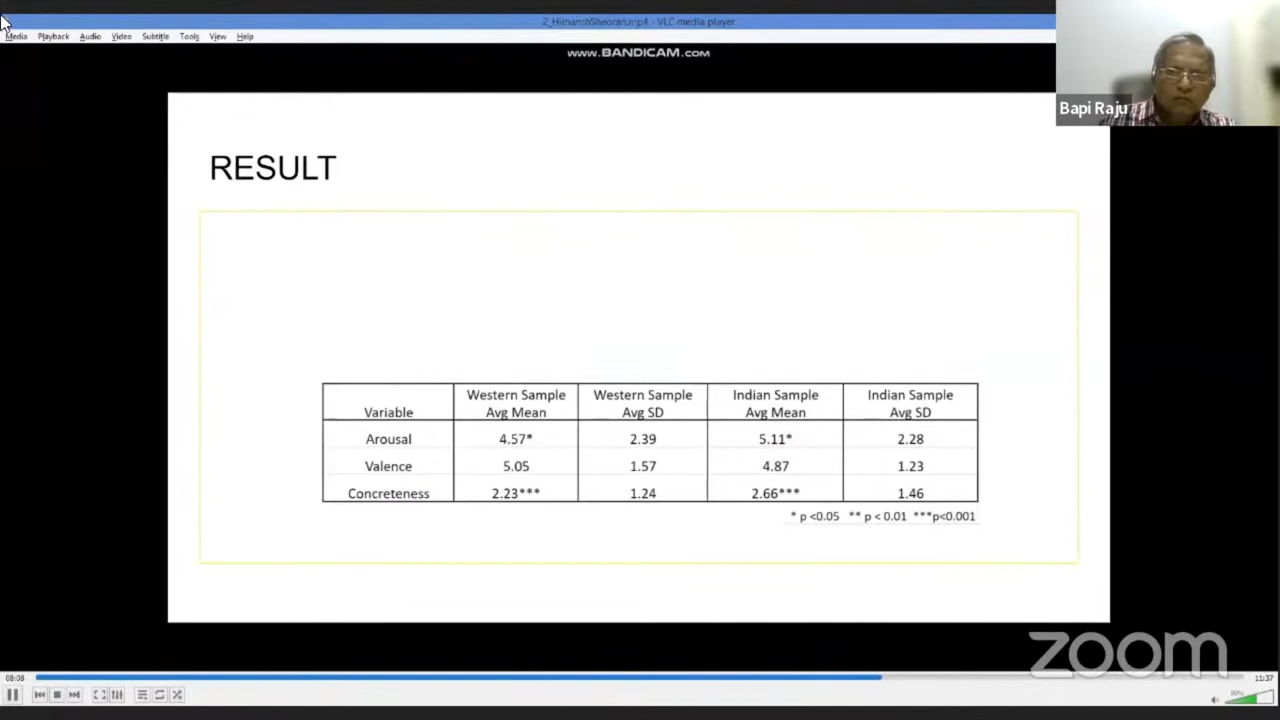 2_HimanshSheoran.mp4 - VLC media player
Media Playback Audio Video Subtitle Tools View Help
www.BANDICAM.com
Bapi Raju
RESULT
Variable Western Sample Avg Mean Western Sample Avg SD Indian Sample Avg Mean Indian Sample Avg SD
Arousal 4.57* 2.39 5.11* 2.28
Valence 5.05 1.57 4.87 1.23
Concreteness 2.23*** 1.24 2.66*** 1.46
* p <0.05 ** p < 0.01 ***p<0.001
zoom
08:08 11:37
80%